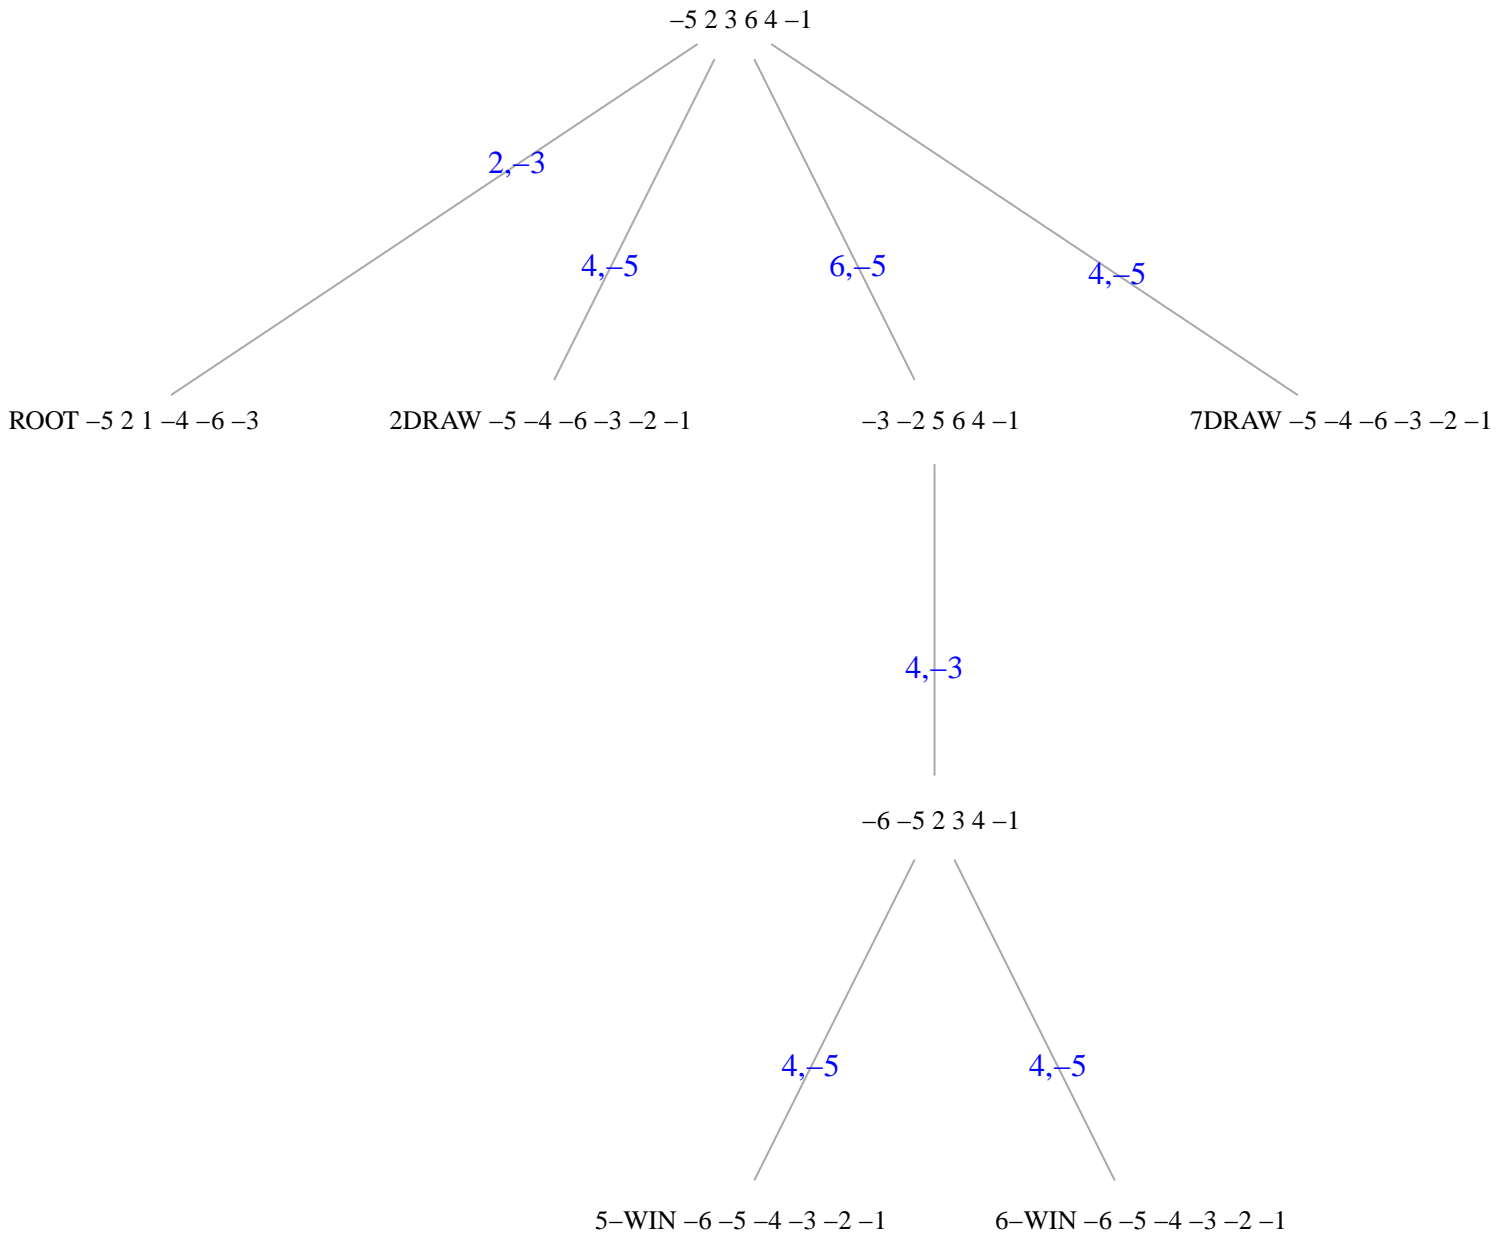 –5 2 3 6 4 –1
2,–3
4,–5
6,–5
4,–5
ROOT –5 2 1 –4 –6 –3
2DRAW –5 –4 –6 –3 –2 –1
–3 –2 5 6 4 –1
7DRAW –5 –4 –6 –3 –2 –1
4,–3
–6 –5 2 3 4 –1
4,–5
4,–5
5–WIN –6 –5 –4 –3 –2 –1
6–WIN –6 –5 –4 –3 –2 –1